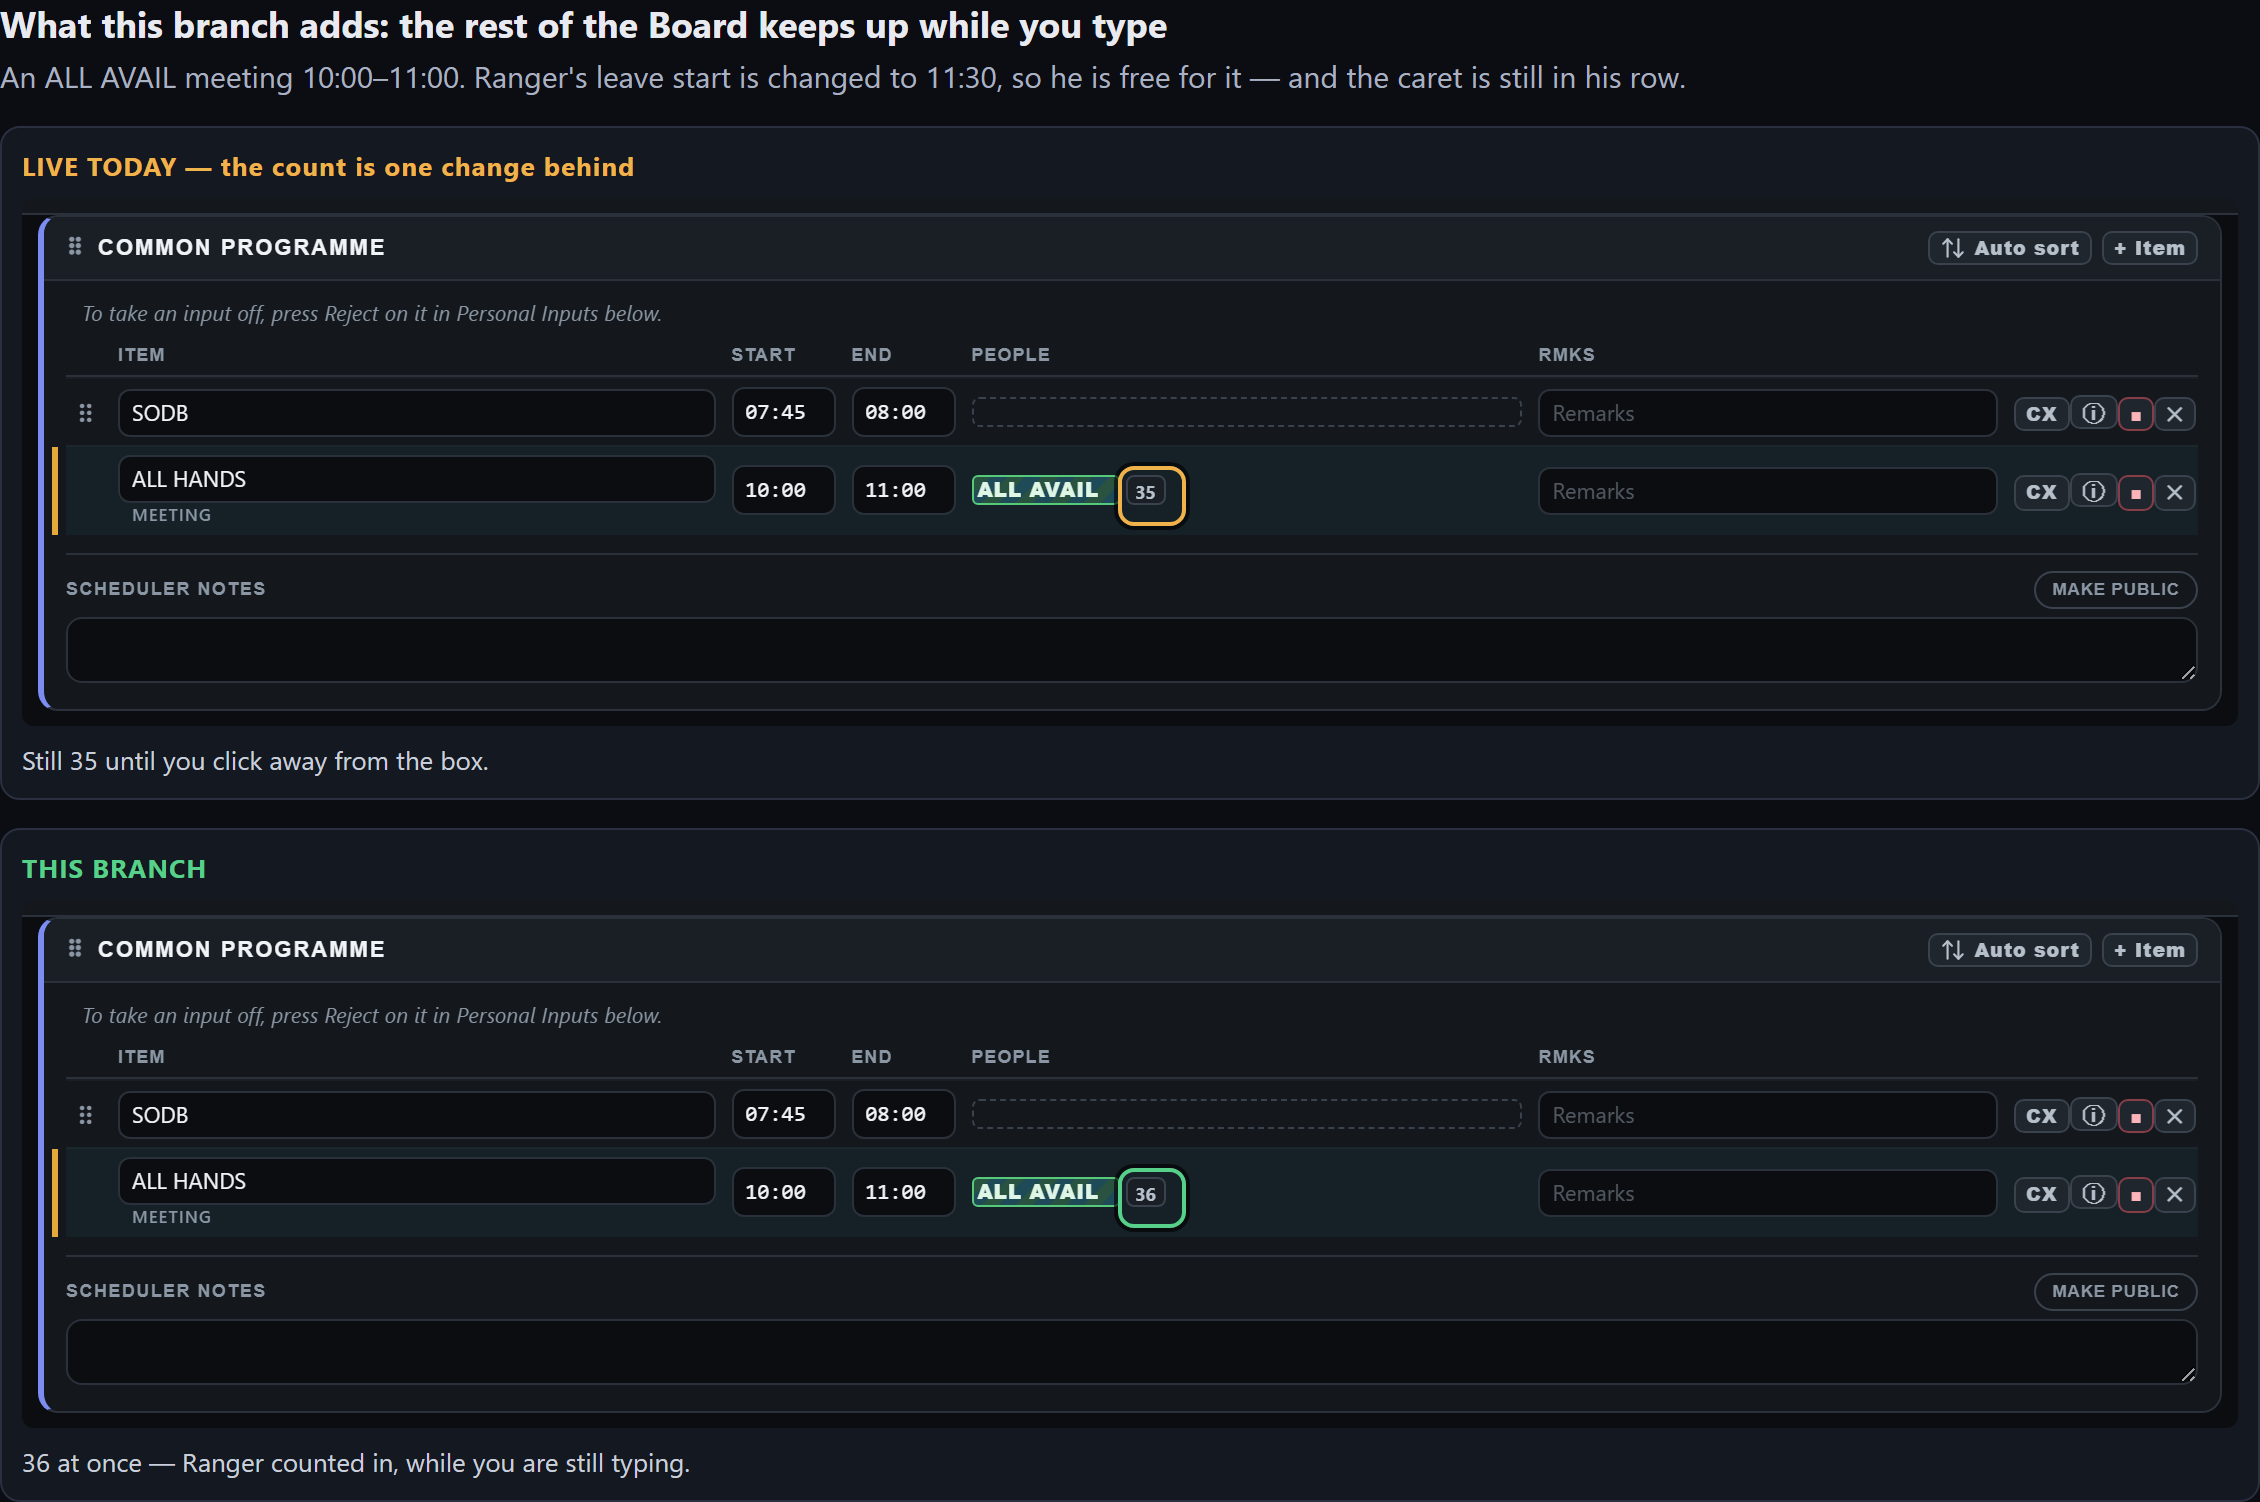 What this branch adds: the rest of the Board keeps up while you type
An ALL AVAIL meeting 10:00–11:00. Ranger's leave start is changed to 11:30, so he is free for it — and the caret is still in his row.
LIVE TODAY — the count is one change behind
COMMON PROGRAMME
Auto sort
+ Item
To take an input off, press Reject on it in Personal Inputs below.
ITEM START END PEOPLE RMKS
SODB 07:45 08:00 Remarks CX
ALL HANDS 10:00 11:00 ALL AVAIL 35 Remarks CX
MEETING
SCHEDULER NOTES
MAKE PUBLIC
Still 35 until you click away from the box.
THIS BRANCH
COMMON PROGRAMME
Auto sort
+ Item
To take an input off, press Reject on it in Personal Inputs below.
ITEM START END PEOPLE RMKS
SODB 07:45 08:00 Remarks CX
ALL HANDS 10:00 11:00 ALL AVAIL 36 Remarks CX
MEETING
SCHEDULER NOTES
MAKE PUBLIC
36 at once — Ranger counted in, while you are still typing.